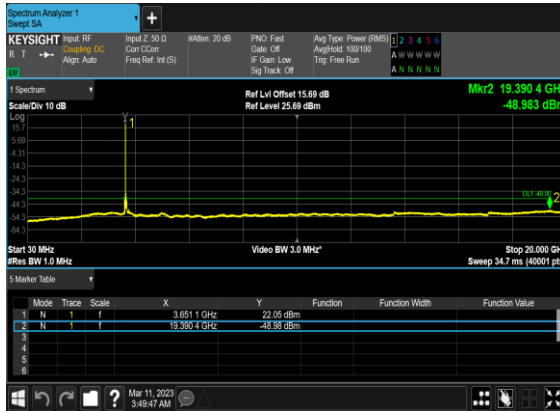 Spectrum Analyzer 1
Swept SA
KEYSIGHT Input: RF Input Z: 50 Ω #Atten: 20 dB PNO: Fast Avg Type: Power (RMS) 1 2 3 4 5 6
R T Coupling: DC Corr CCorr Gate: Off Avg|Hold: 100/100 A W W W W W
Align: Auto Freq Ref: Int (S) IF Gain: Low Trig: Free Run
Sig Track: Off A N N N N N
1 Spectrum
Scale/Div 10 dB
Ref Lvl Offset 15.69 dB
Ref Level 25.69 dBm
Mkr2 19.390 4 GH
-48.983 dBr
Log
15.7
5.69
-4.31
-14.3
-24.3
-34.3
-44.3
-54.3
-64.3
1
DL1 -40.00
2
Start 30 MHz Video BW 3.0 MHz* Stop 20.000 GH
#Res BW 1.0 MHz Sweep 34.7 ms (40001 pt
5 Marker Table
Mode Trace Scale X Y Function Function Width Function Value
1 N 1 f 3.651 1 GHz 22.05 dBm
2 N 1 f 19.390 4 GHz -48.98 dBm
3
4
5
6
? Mar 11, 2023
3:49:47 AM